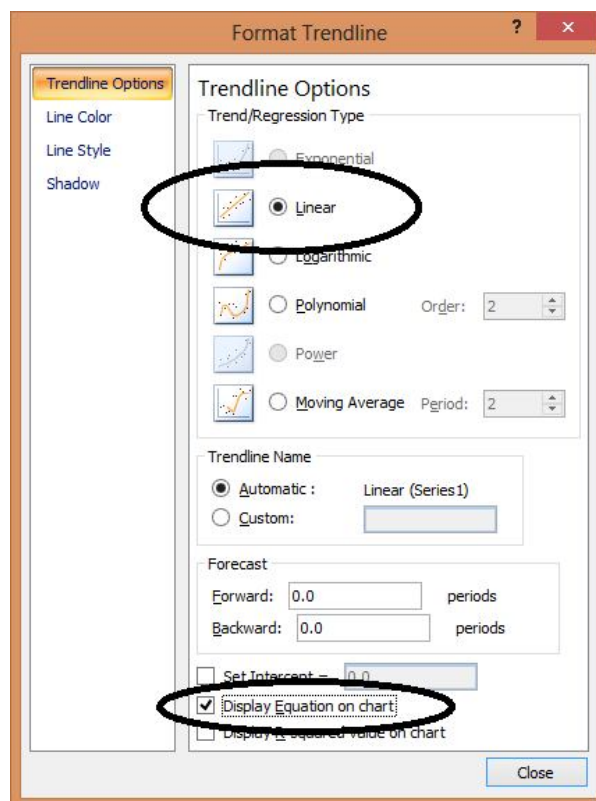 Format Trendline
?
x
Trendline Options
Line Color
Line Style
Shadow
Trendline Options
Trend/Regression Type
Exponential
Linear
Logarithmic
Polynomial Order: 2
Power
Moving Average Period: 2
Trendline Name
Automatic : Linear (Series1)
Custom:
Forecast
Forward: 0.0 periods
Backward: 0.0 periods
Set Intercept = 0.0
Display Equation on chart
Display R-squared value on chart
Close